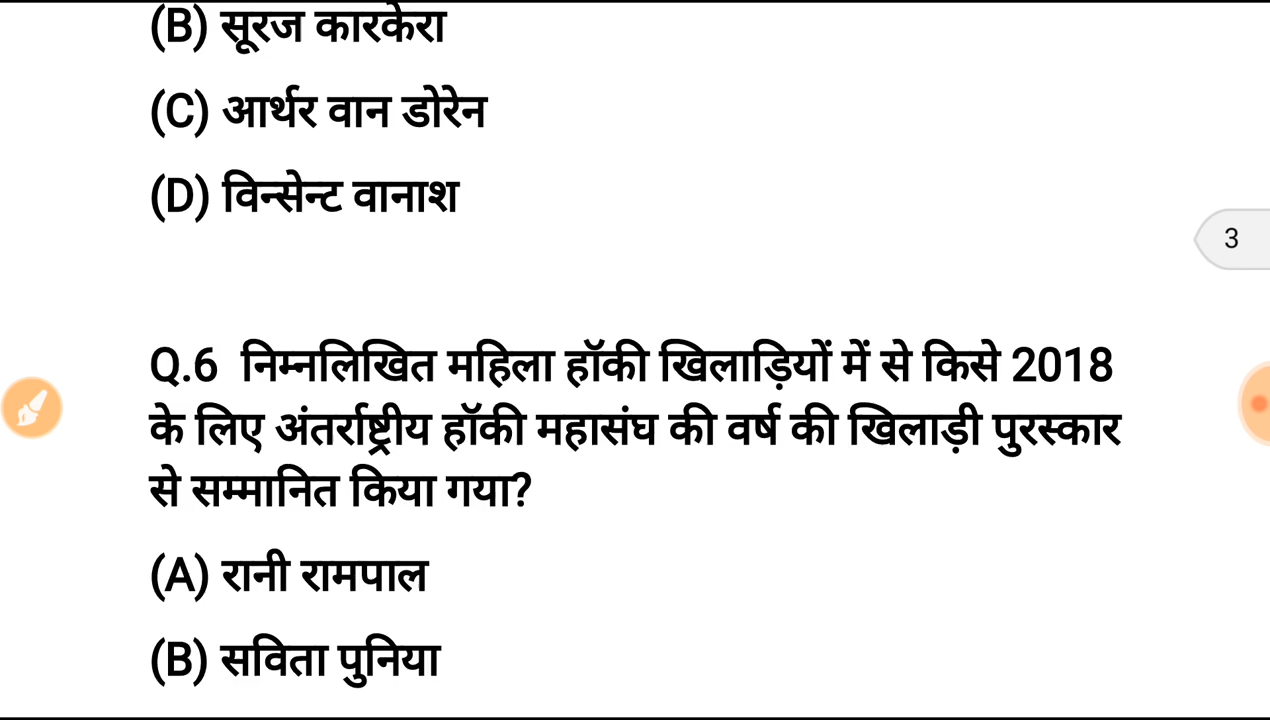 (B) सूरज कारकेरा
(C) आर्थर वान डोरेन
(D) विन्सेन्ट वानाश
3
Q.6 निम्नलिखित महिला हॉकी खिलाड़ियों में से किसे 2018
के लिए अंतर्राष्ट्रीय हॉकी महासंघ की वर्ष की खिलाड़ी पुरस्कार
से सम्मानित किया गया?
(A) रानी रामपाल
(B) सविता पुनिया